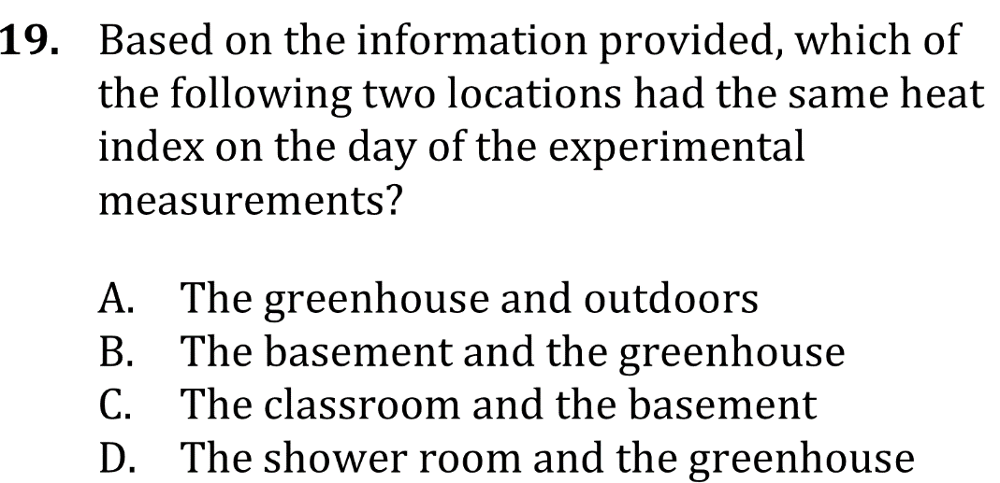 19. Based on the information provided, which of
the following two locations had the same heat
index on the day of the experimental
measurements?
A. The greenhouse and outdoors
B. The basement and the greenhouse
C. The classroom and the basement
D. The shower room and the greenhouse